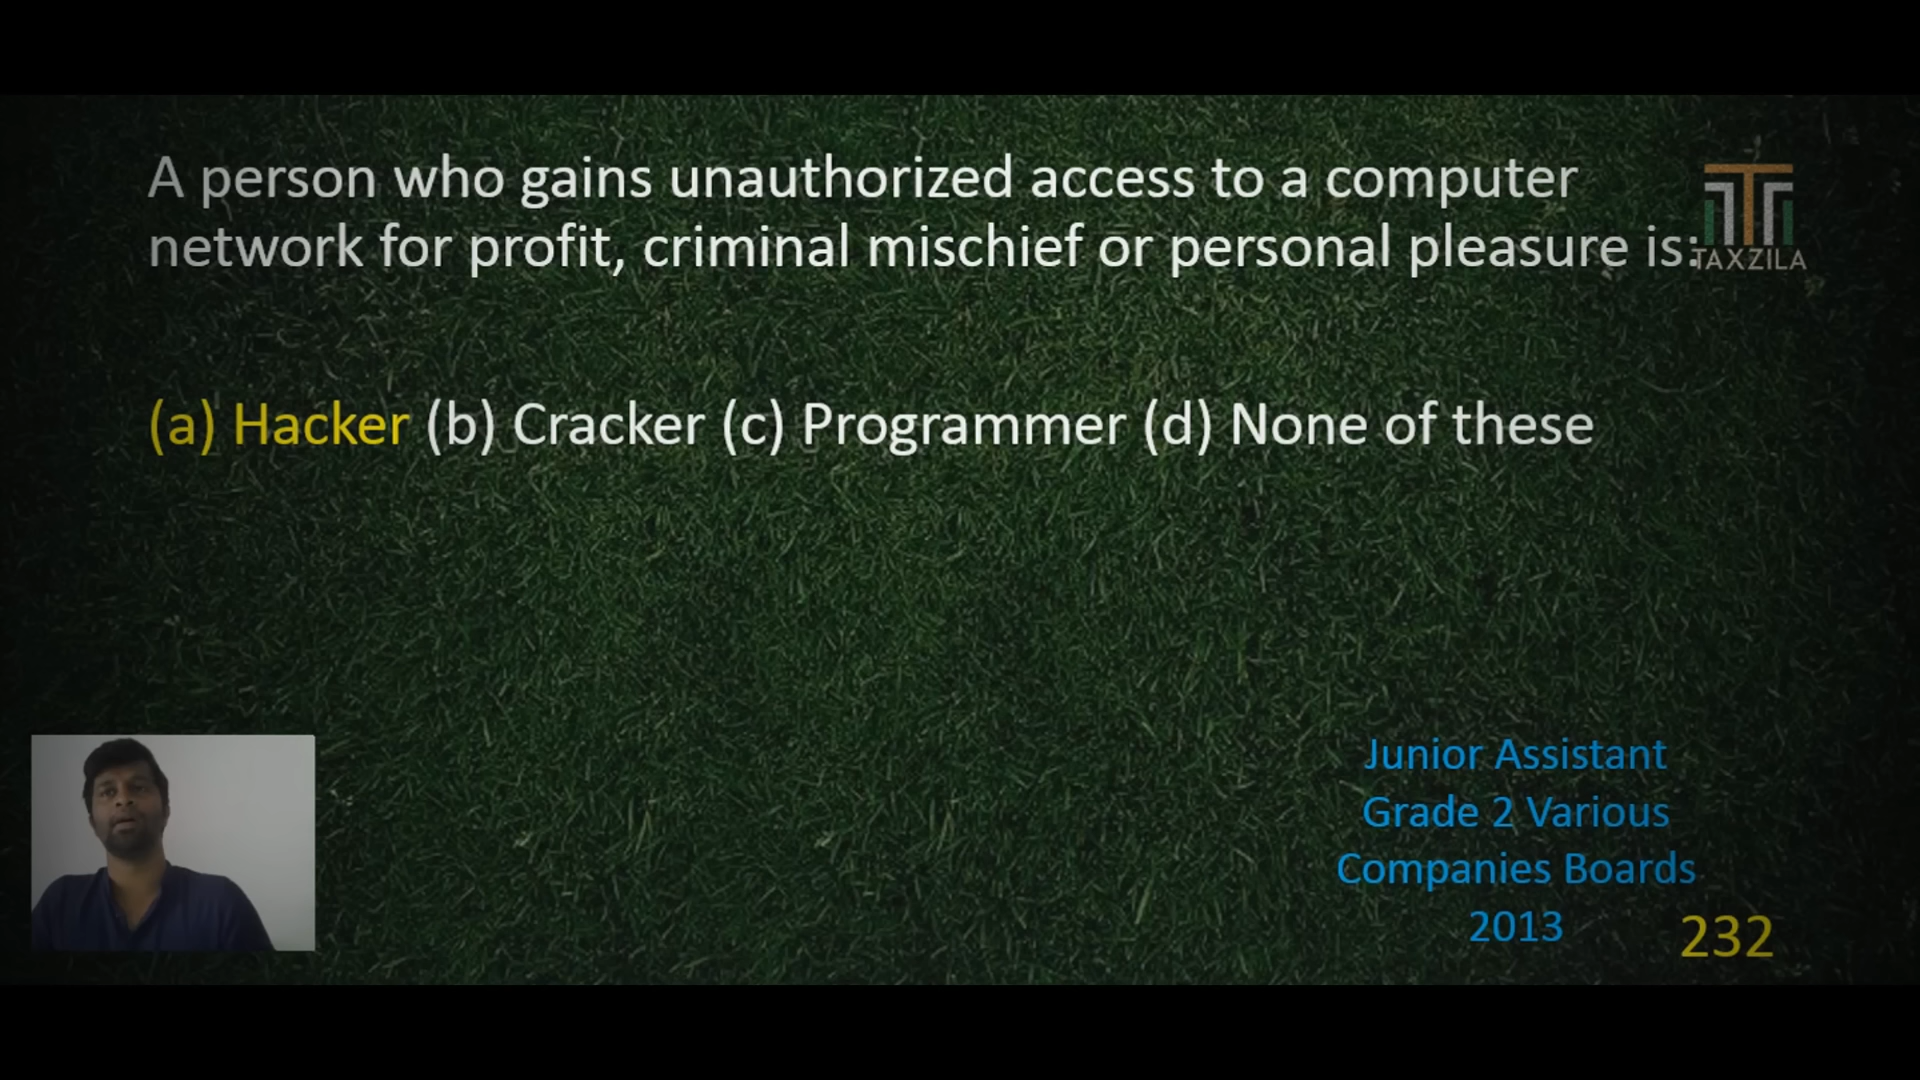 A person who gains unauthorized access to a computer
network for profit, criminal mischief or personal pleasure is:
TAXZILA
(a) Hacker (b) Cracker (c) Programmer (d) None of these
Junior Assistant
Grade 2 Various
Companies Boards
2013
232